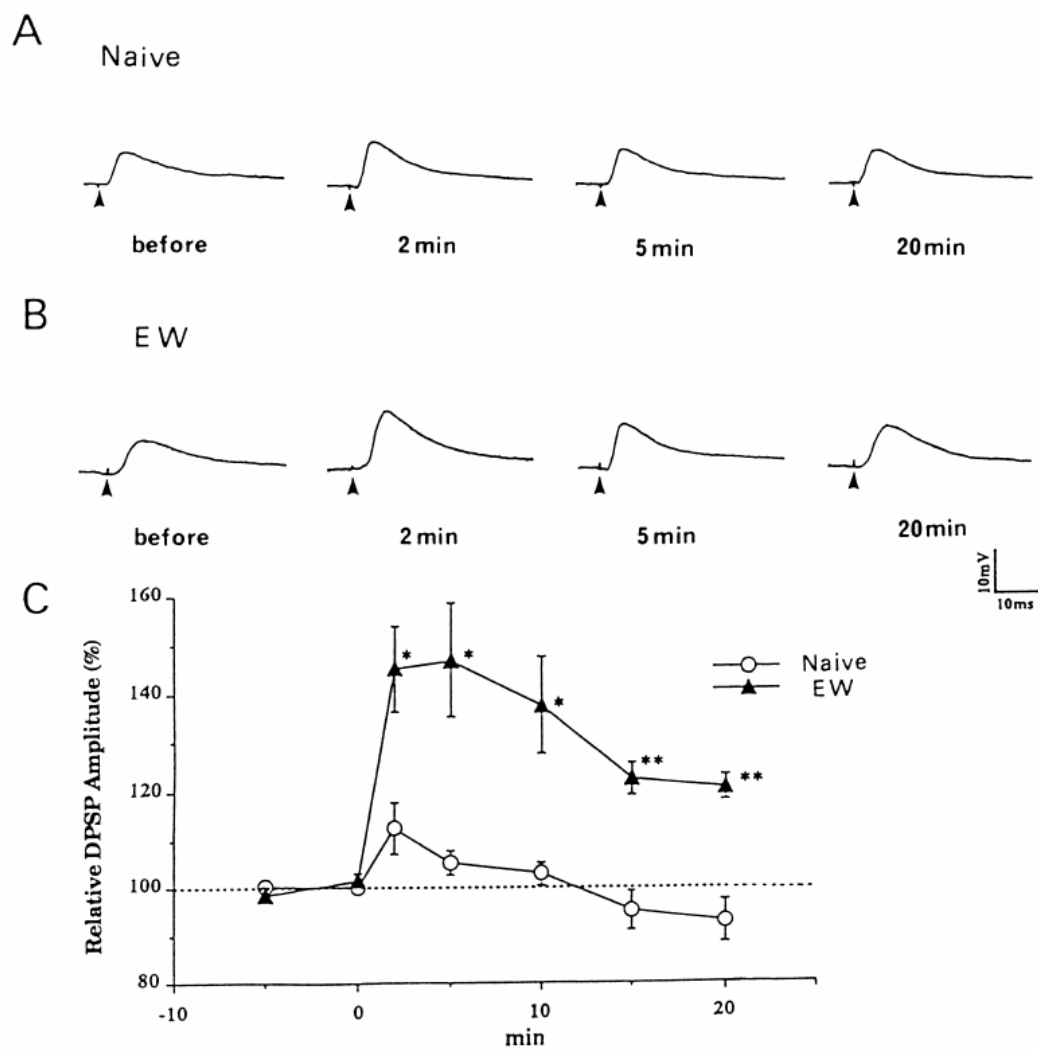 A
Naive
before 2 min 5 min 20 min
B
EW
before 2 min 5 min 20 min
10mV
10ms
C
Relative DPSP Amplitude (%)
160
140
120
100
80
* * * ** **
Naive
EW
-10 0 10 20
min